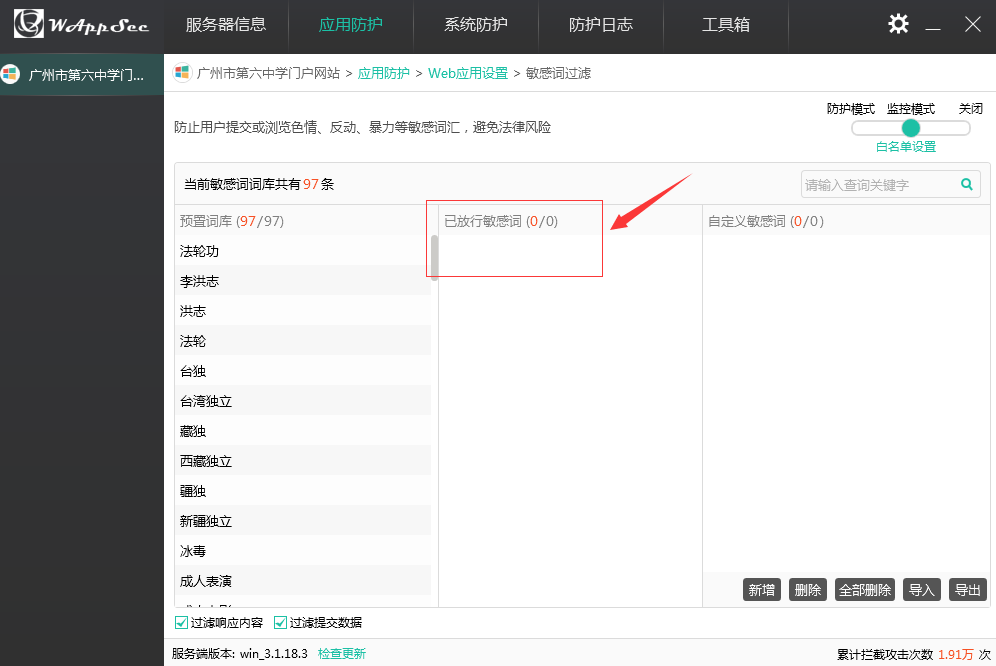 WAppSec
服务器信息 应用防护 系统防护 防护日志 工具箱
广州市第六中学门...
广州市第六中学门户网站 > 应用防护 > Web应用设置 > 敏感词过滤
防护模式 监控模式 关闭
防止用户提交或浏览色情、反动、暴力等敏感词汇，避免法律风险
白名单设置
当前敏感词词库共有97条
请输入查询关键字
预置词库 (97/97) 已放行敏感词 (0/0) 自定义敏感词 (0/0)
法轮功
李洪志
洪志
法轮
台独
台湾独立
藏独
西藏独立
疆独
新疆独立
冰毒
成人表演
新增 删除 全部删除 导入 导出
过滤响应内容 过滤提交数据
服务端版本: win_3.1.18.3 检查更新
累计拦截攻击次数 1.91万 次